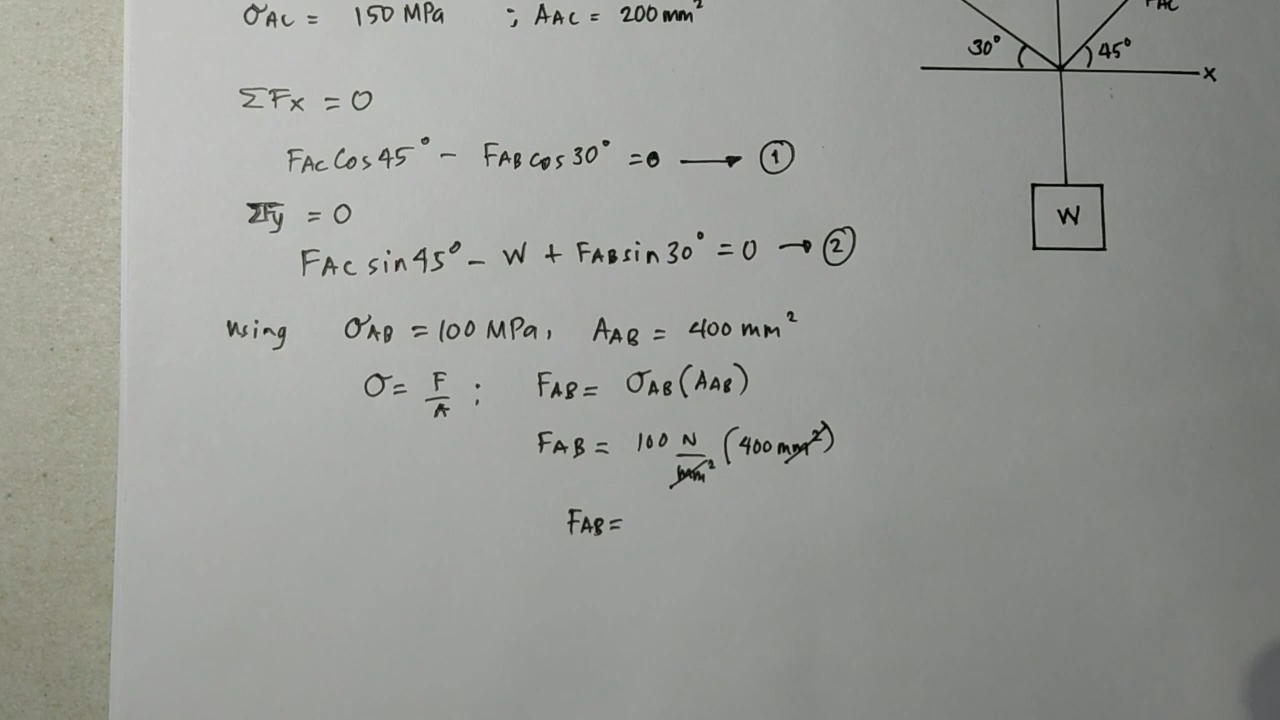 σAC = 150 MPa ; AAC = 200 mm²
FAC
30° 45°
x
ΣFx = 0
FAC Cos 45° - FAB cos 30° = 0 → ①
ΣFy = 0
W
FAC sin 45° - W + FAB sin 30° = 0 → ②
using σAB = 100 MPa, AAB = 400 mm²
σ = F/A ; FAB = σAB (AAB)
FAB = 100 N/mm² (400 mm²)
FAB =